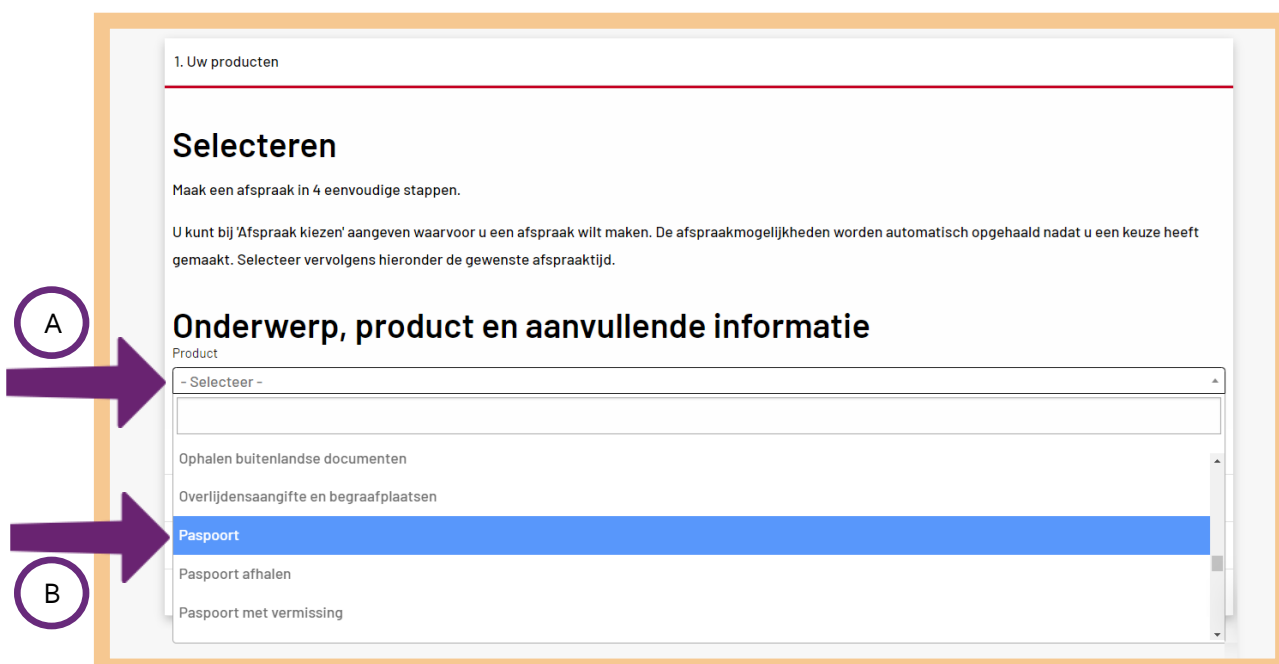 1. Uw producten
Selecteren
Maak een afspraak in 4 eenvoudige stappen.
U kunt bij 'Afspraak kiezen' aangeven waarvoor u een afspraak wilt maken. De afspraakmogelijkheden worden automatisch opgehaald nadat u een keuze heeft
gemaakt. Selecteer vervolgens hieronder de gewenste afspraaktijd.
A
Onderwerp, product en aanvullende informatie
Product
- Selecteer -
Ophalen buitenlandse documenten
Overlijdensaangifte en begraafplaatsen
Paspoort
Paspoort afhalen
B
Paspoort met vermissing